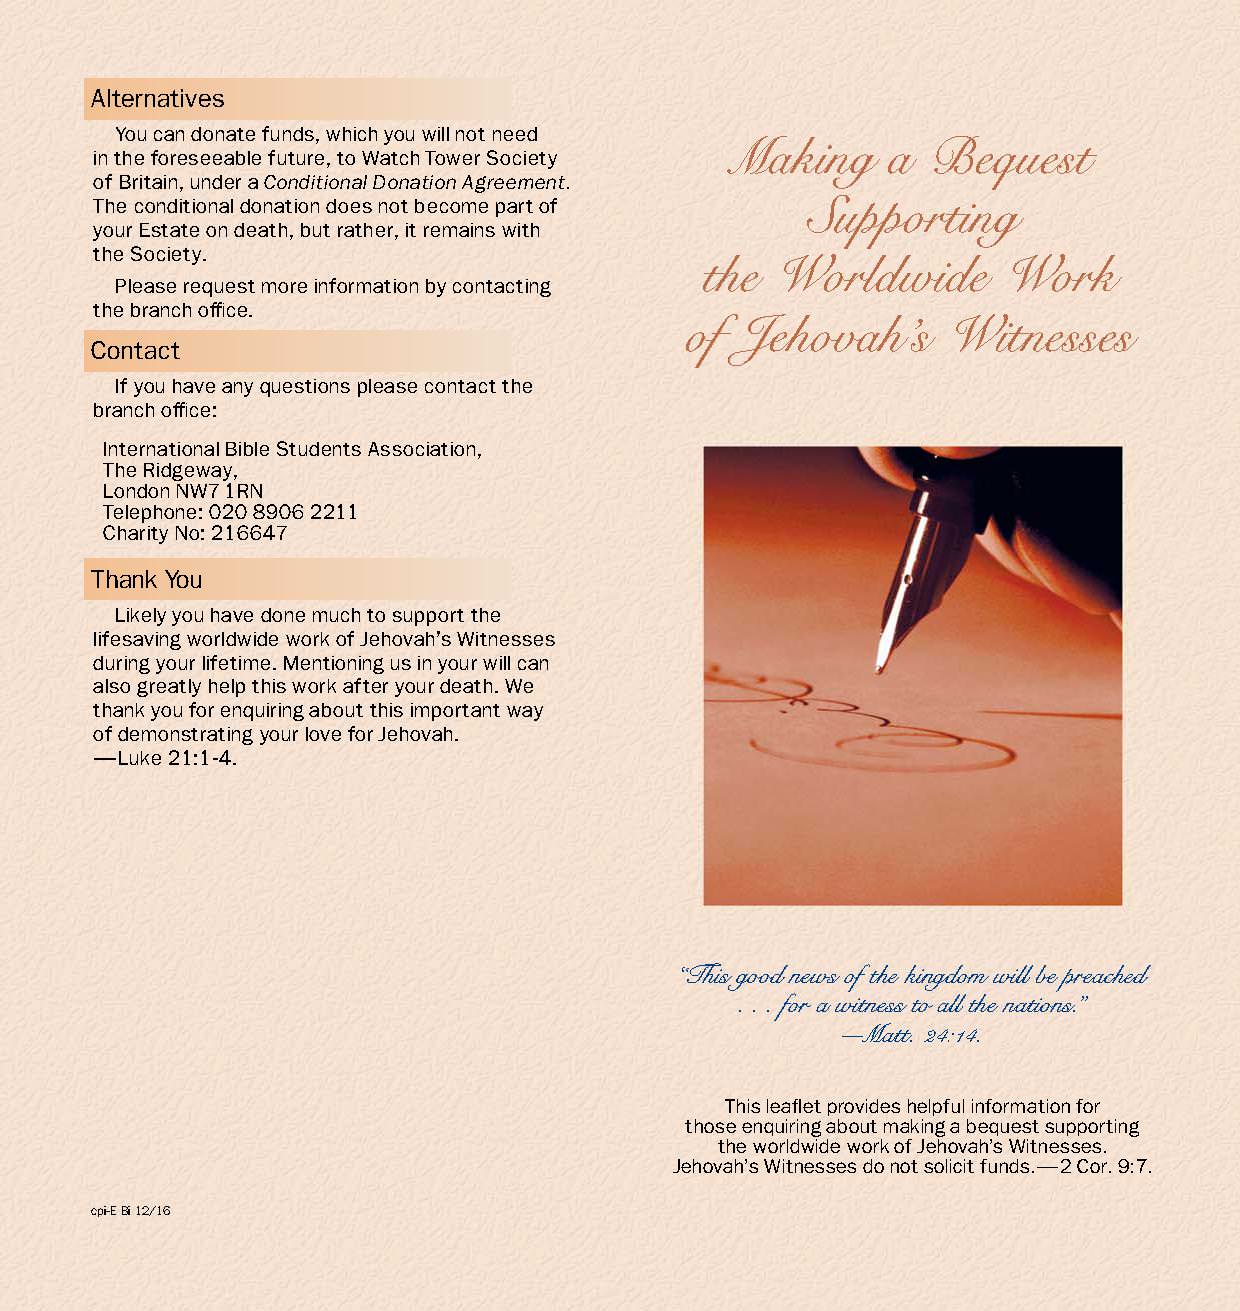 Alternatives
You can donate funds, which you will not need
in the foreseeable future, to Watch Tower Society
of Britain, under a Conditional Donation Agreement.
The conditional donation does not become part of
your Estate on death, but rather, it remains with
the Society.
Please request more information by contacting
the branch office.
Contact
If you have any questions please contact the
branch office:
International Bible Students Association,
The Ridgeway,
London NW7 1RN
Telephone: 020 8906 2211
Charity No: 216647
Thank You
Likely you have done much to support the
lifesaving worldwide work of Jehovah's Witnesses
during your lifetime. Mentioning us in your will can
also greatly help this work after your death. We
thank you for enquiring about this important way
of demonstrating your love for Jehovah.
—Luke 21:1-4.
cpi-E Bi 12/16
Making a Bequest
Supporting
the Worldwide Work
of Jehovah's Witnesses
“This good news of the kingdom will be preached
. . . for a witness to all the nations.”
—Matt. 24:14.
This leaflet provides helpful information for
those enquiring about making a bequest supporting
the worldwide work of Jehovah's Witnesses.
Jehovah's Witnesses do not solicit funds.—2 Cor. 9:7.